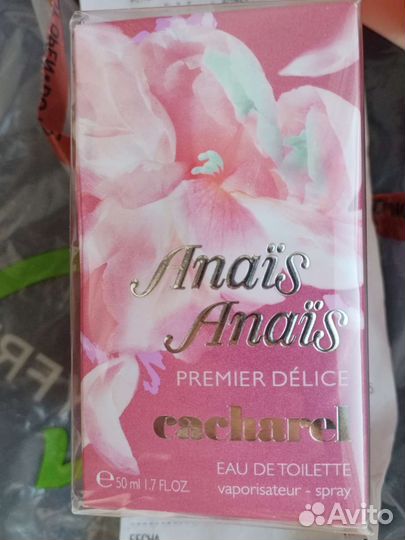 Anaïs
Anaïs
PREMIER DÉLICE
cacharel
EAU DE TOILETTE
℮50 ml 1.7 FL.OZ.
vaporisateur - spray
Avito